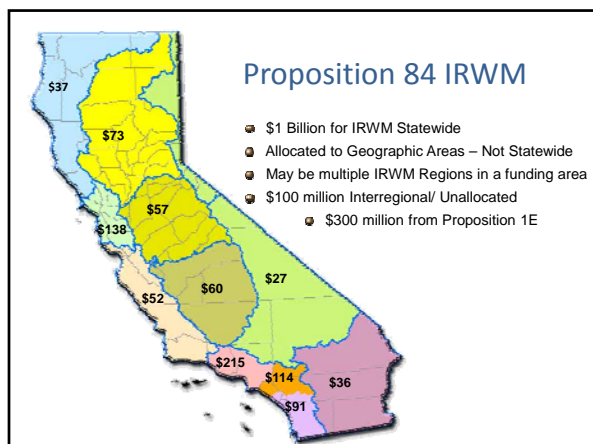 Proposition 84 IRWM
$1 Billion for IRWM Statewide
Allocated to Geographic Areas – Not Statewide
May be multiple IRWM Regions in a funding area
$100 million Interregional/ Unallocated
$300 million from Proposition 1E
$37
$73
$57
$138
$27
$60
$52
$215
$114
$36
$91